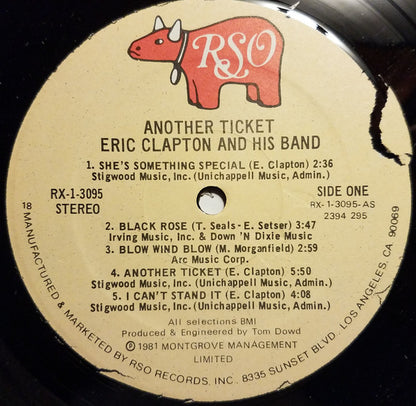 RSO
ANOTHER TICKET
ERIC CLAPTON AND HIS BAND
1. SHE'S SOMETHING SPECIAL (E. Clapton) 2:36
Stigwood Music, Inc. (Unichappell Music, Admin.)
RX-1-3095
STEREO
SIDE ONE
RX-1-3095-AS
2394 295
2. BLACK ROSE (T. Seals-E. Setser) 3:47
Irving Music, Inc. & Down 'N Dixie Music
3. BLOW WIND BLOW (M. Morganfield) 2:59
Arc Music Corp.
4. ANOTHER TICKET (E. Clapton) 5:50
Stigwood Music, Inc. (Unichappell Music, Admin.)
5. I CAN'T STAND IT (E. Clapton) 4:08
Stigwood Music, Inc. (Unichappell Music, Admin.)
All selections BMI
Produced & Engineered by Tom Dowd
℗ 1981 MONTGROVE MANAGEMENT
LIMITED
18 MANUFACTURED & MARKETED BY RSO RECORDS, INC., 8335 SUNSET BLVD. LOS ANGELES, CA. 90069